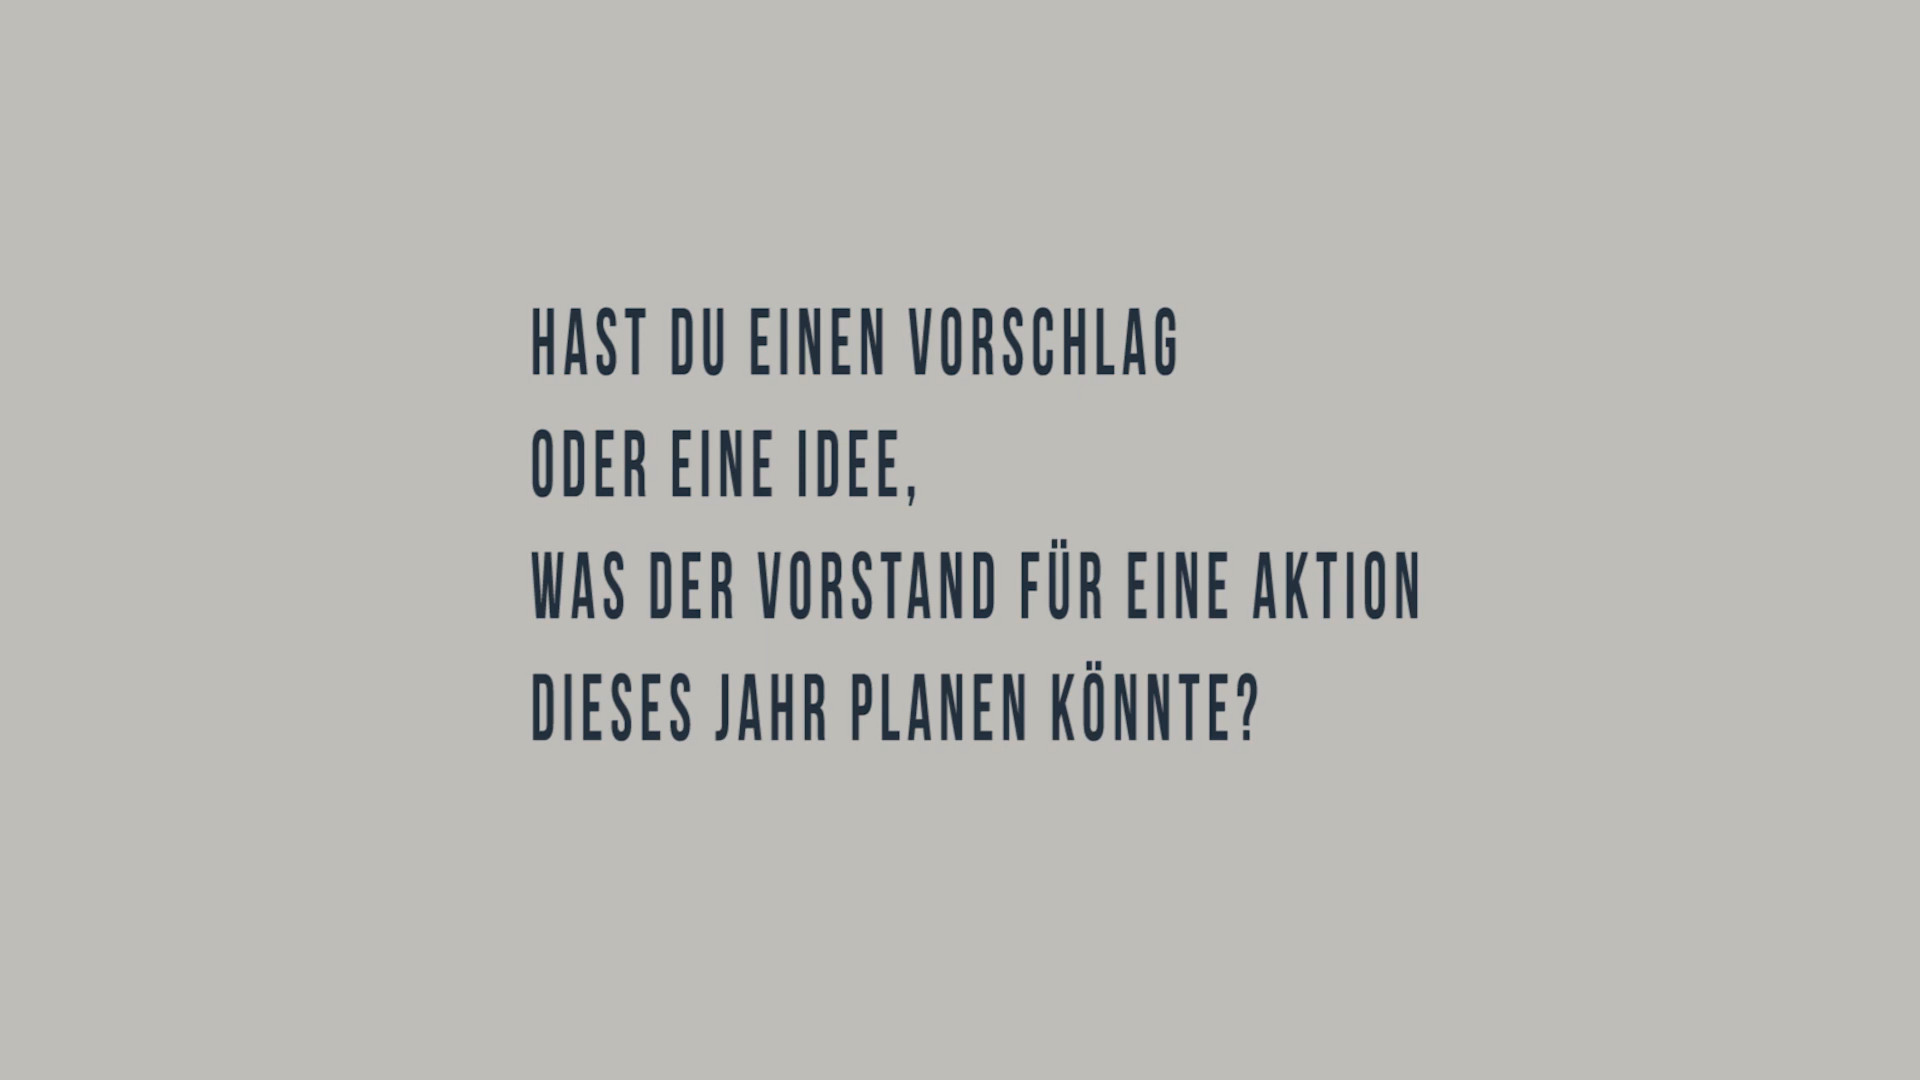 HAST DU EINEN VORSCHLAG
ODER EINE IDEE,
WAS DER VORSTAND FÜR EINE AKTION
DIESES JAHR PLANEN KÖNNTE?